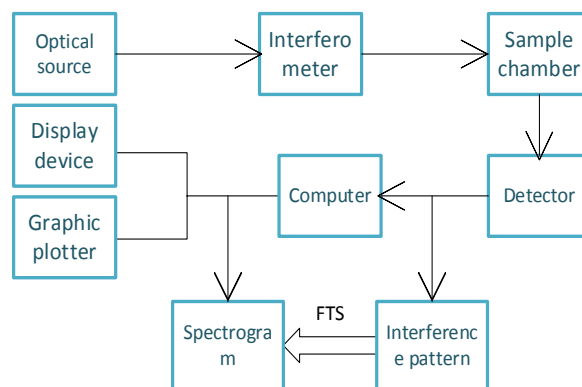 Optical
source
Interfero
meter
Sample
chamber
Display
device
Graphic
plotter
Computer
Detector
Spectrogra
m
FTS
Interferenc
e pattern